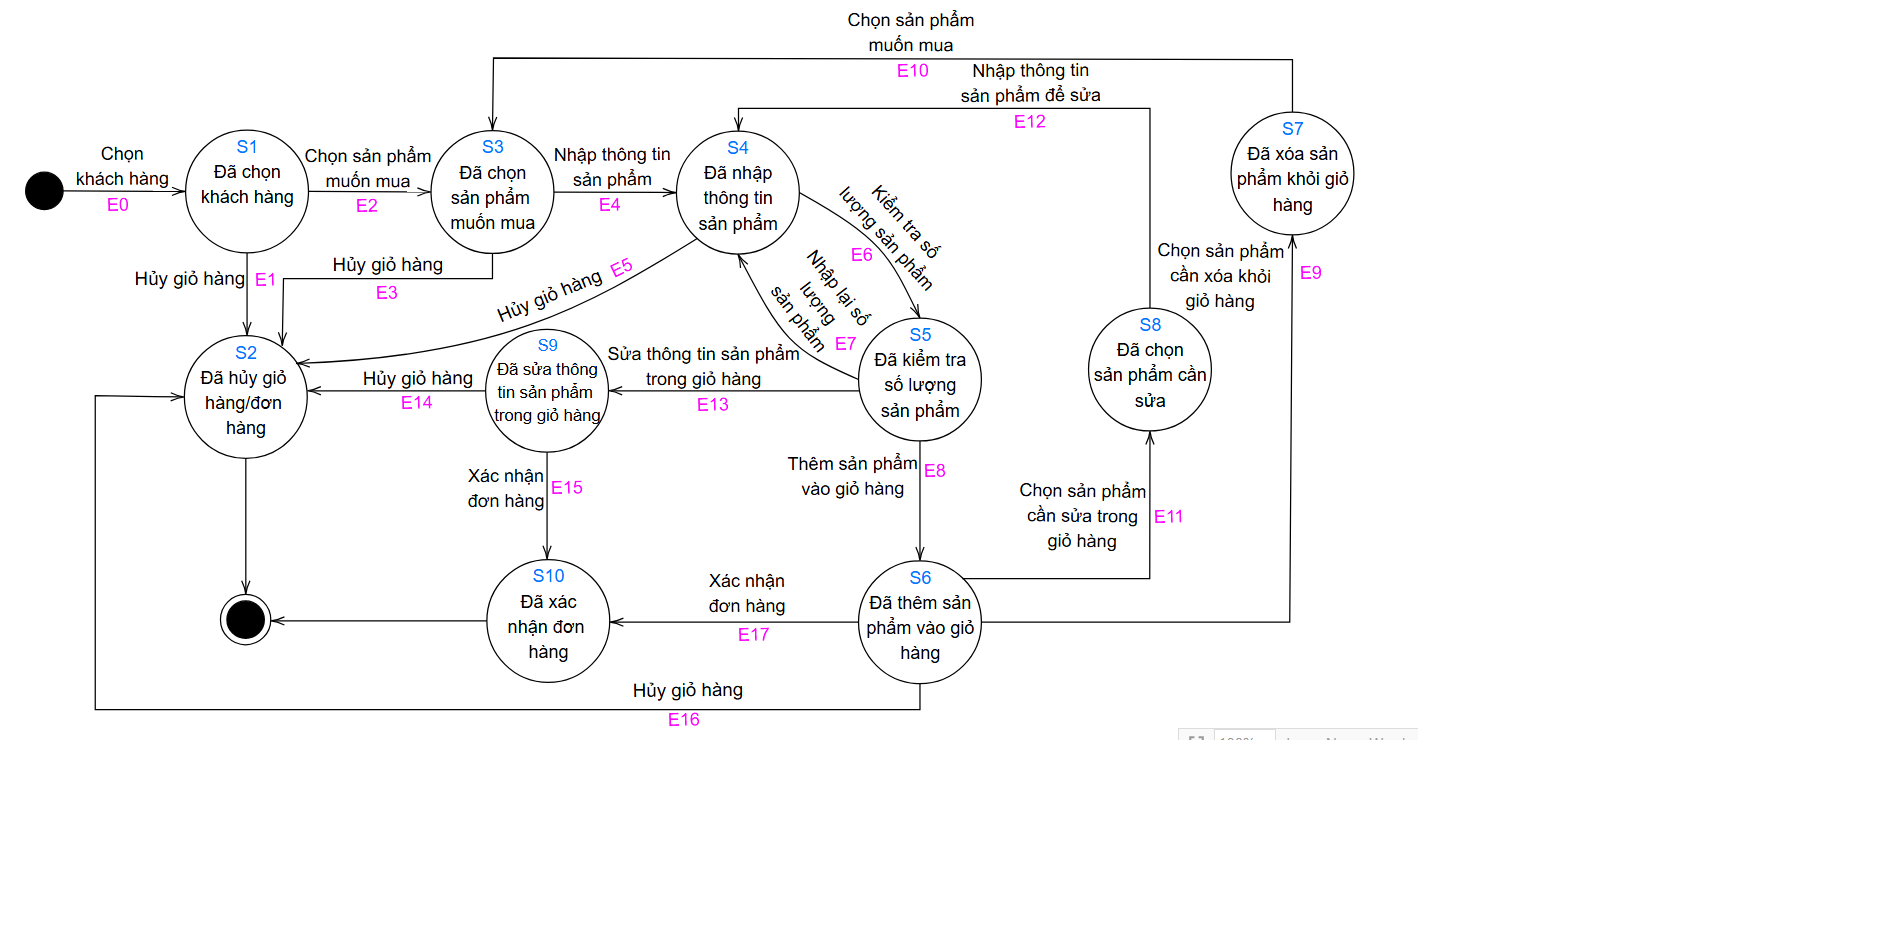 Chọn sản phẩm
muốn mua
E10
Nhập thông tin
sản phẩm để sửa
E12
Chọn
khách hàng
E0
S1
Đã chọn
khách hàng
Chọn sản phẩm
muốn mua
E2
S3
Đã chọn
sản phẩm
muốn mua
Nhập thông tin
sản phẩm
E4
S4
Đã nhập
thông tin
sản phẩm
S7
Đã xóa sản
phẩm khỏi giỏ
hàng
Kiểm tra số
lượng sản phẩm
E6
Nhập lại số
lượng
sản phẩm
E7
Hủy giỏ hàng
E1
Hủy giỏ hàng
E3
Hủy giỏ hàng
E5
Chọn sản phẩm
cần xóa khỏi
giỏ hàng
E9
S2
Đã hủy giỏ
hàng/đơn
hàng
Hủy giỏ hàng
E14
S9
Đã sửa thông
tin sản phẩm
trong giỏ hàng
Sửa thông tin sản phẩm
trong giỏ hàng
E13
S5
Đã kiểm tra
số lượng
sản phẩm
S8
Đã chọn
sản phẩm cần
sửa
Xác nhận
đơn hàng
E15
Thêm sản phẩm
vào giỏ hàng
E8
Chọn sản phẩm
cần sửa trong
giỏ hàng
E11
S10
Đã xác
nhận đơn
hàng
Xác nhận
đơn hàng
E17
S6
Đã thêm sản
phẩm vào giỏ
hàng
Hủy giỏ hàng
E16